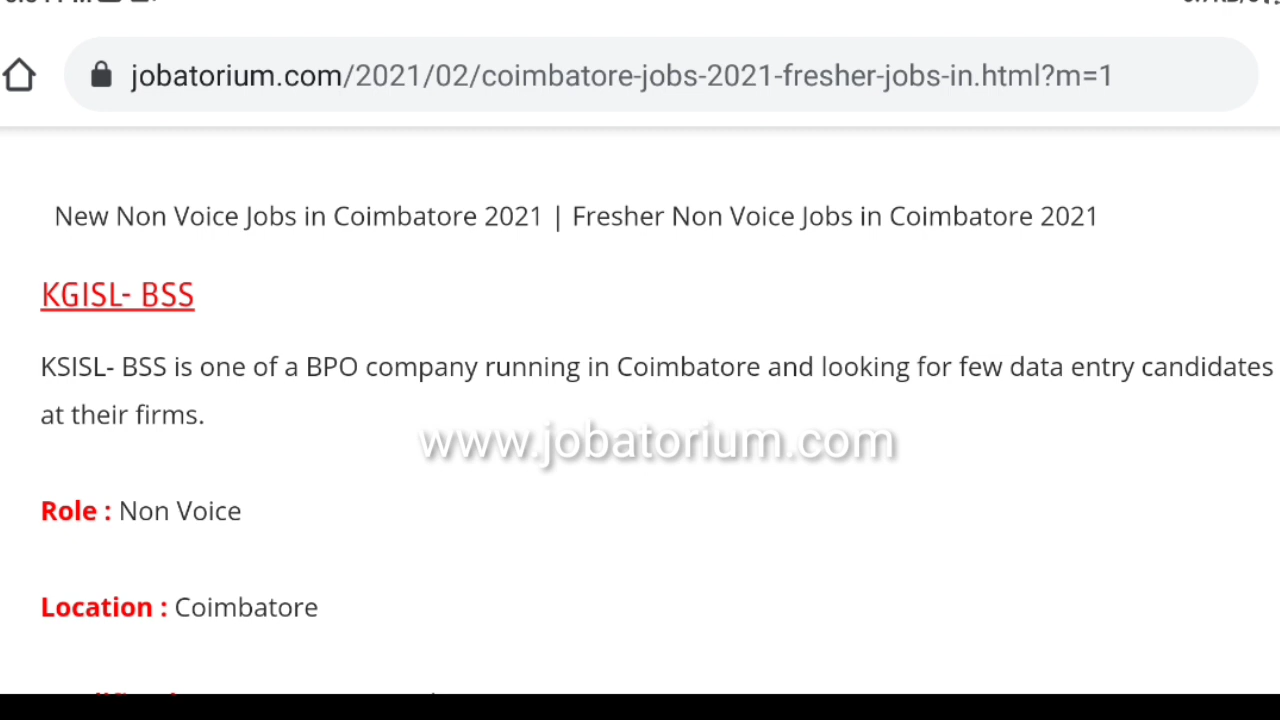 jobatorium.com/2021/02/coimbatore-jobs-2021-fresher-jobs-in.html?m=1
New Non Voice Jobs in Coimbatore 2021 | Fresher Non Voice Jobs in Coimbatore 2021
KGISL- BSS
KSISL- BSS is one of a BPO company running in Coimbatore and looking for few data entry candidates
at their firms.
www.jobatorium.com
Role : Non Voice
Location : Coimbatore